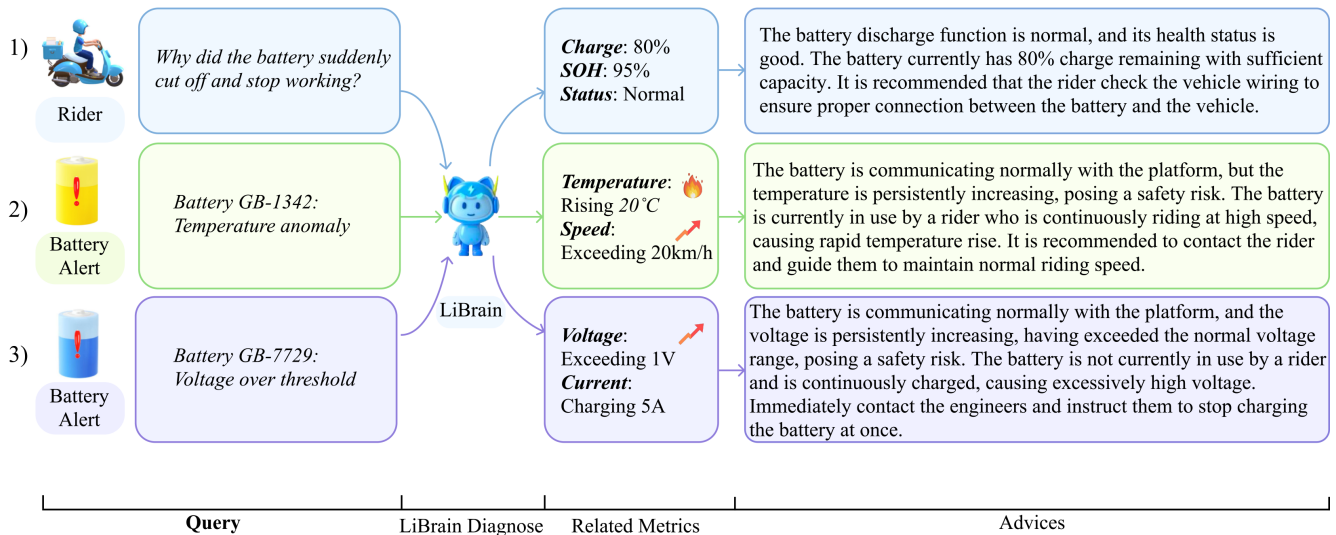 1)
Rider
Why did the battery suddenly
cut off and stop working?
Charge: 80%
SOH: 95%
Status: Normal
The battery discharge function is normal, and its health status is
good. The battery currently has 80% charge remaining with sufficient
capacity. It is recommended that the rider check the vehicle wiring to
ensure proper connection between the battery and the vehicle.
2)
Battery
Alert
Battery GB-1342:
Temperature anomaly
Temperature:
Rising 20°C
Speed:
Exceeding 20km/h
The battery is communicating normally with the platform, but the
temperature is persistently increasing, posing a safety risk. The battery
is currently in use by a rider who is continuously riding at high speed,
causing rapid temperature rise. It is recommended to contact the rider
and guide them to maintain normal riding speed.
LiBrain
3)
Battery
Alert
Battery GB-7729:
Voltage over threshold
Voltage:
Exceeding 1V
Current:
Charging 5A
The battery is communicating normally with the platform, and the
voltage is persistently increasing, having exceeded the normal voltage
range, posing a safety risk. The battery is not currently in use by a rider
and is continuously charged, causing excessively high voltage.
Immediately contact the engineers and instruct them to stop charging
the battery at once.
Query
LiBrain Diagnose
Related Metrics
Advices